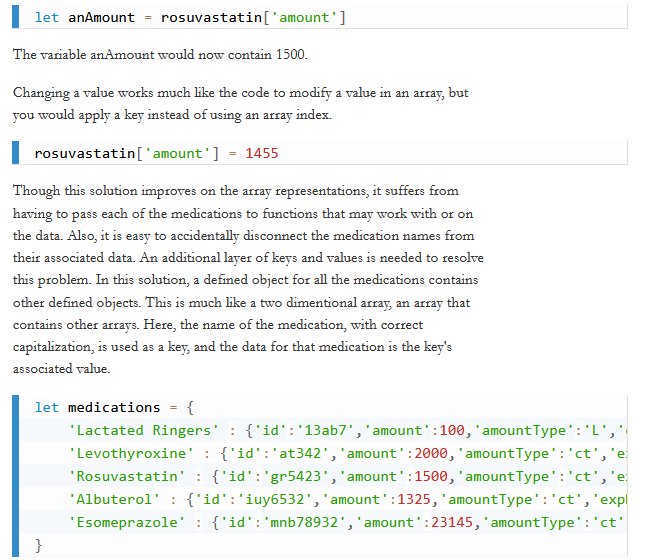 let anAmount = rosuvastatin['amount']
The variable anAmount would now contain 1500.
Changing a value works much like the code to modify a value in an array, but
you would apply a key instead of using an array index.
rosuvastatin['amount'] = 1455
Though this solution improves on the array representations, it suffers from
having to pass each of the medications to functions that may work with or on
the data. Also, it is easy to accidentally disconnect the medication names from
their associated data. An additional layer of keys and values is needed to resolve
this problem. In this solution, a defined object for all the medications contains
other defined objects. This is much like a two dimentional array, an array that
contains other arrays. Here, the name of the medication, with correct
capitalization, is used as a key, and the data for that medication is the key's
associated value.
let medications = {
'Lactated Ringers' : {'id':'13ab7','amount':100,'amountType':'L','
'Levothyroxine' : {'id':'at342','amount':2000,'amountType':'ct','e
'Rosuvastatin' : {'id':'gr5423','amount':1500,'amountType':'ct','e
'Albuterol' : {'id':'iuy6532','amount':1325,'amountType':'ct','exp
'Esomeprazole' : {'id':'mnb78932','amount':23145,'amountType':'ct'
}